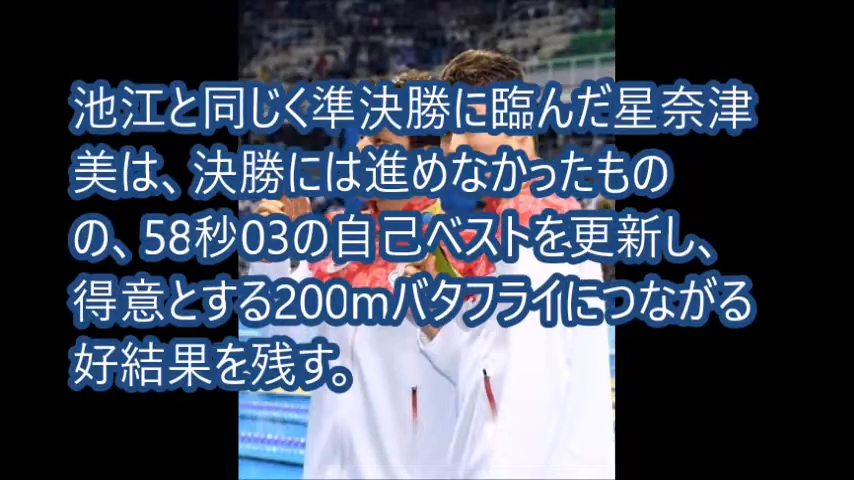 池江と同じく準決勝に臨んだ星奈津
美は、決勝には進めなかったもの
の、58秒03の自己ベストを更新し、
得意とする200mバタフライにつながる
好結果を残す。